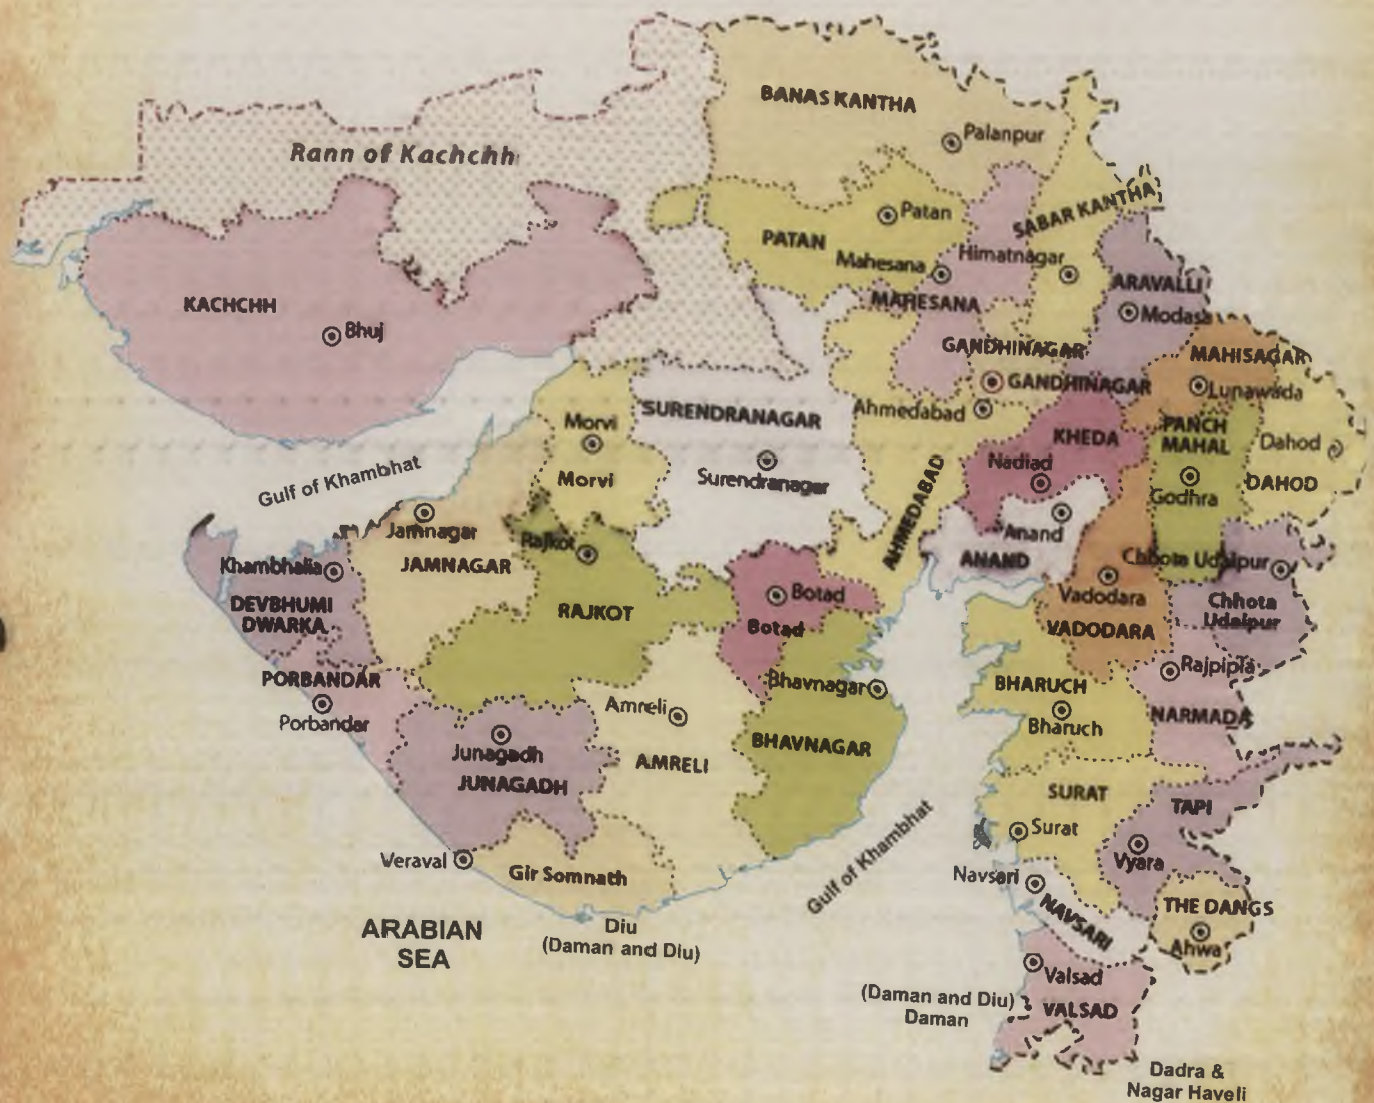 BANAS KANTHA
Palanpur
Rann of Kachchh
Patan
SABAR KANTHA
PATAN
Mahesana
Himatnagar
ARAVALLI
KACHCHH
MAHESANA
Modasa
Bhuj
GANDHINAGAR
MAHISAGAR
GANDHINAGAR
Lunawada
SURENDRANAGAR
Ahmedabad
Morvi
KHEDA
PANCH
MAHAL
Dahod
Gulf of Khambhat
Morvi
Surendranagar
AHMEDABAD
Nadiad
Godhra
DAHOD
Jamnagar
Rajkot
Anand
Khambhalia
JAMNAGAR
ANAND
Chhota Udaipur
DEVBHUMI
DWARKA
RAJKOT
Botad
Vadodara
Chhota
Udaipur
Botad
VADODARA
PORBANDAR
Bhavnagar
BHARUCH
Rajpipla
Porbandar
Amreli
Bharuch
NARMADA
Junagadh
JUNAGADH
AMRELI
BHAVNAGAR
SURAT
TAPI
Gulf of Khambhat
Surat
Veraval
Gir Somnath
Navsari
Vyara
NAVSARI
THE DANGS
Ahwa
ARABIAN
SEA
Diu
(Daman and Diu)
Valsad
(Daman and Diu)
Daman
VALSAD
Dadra &
Nagar Haveli